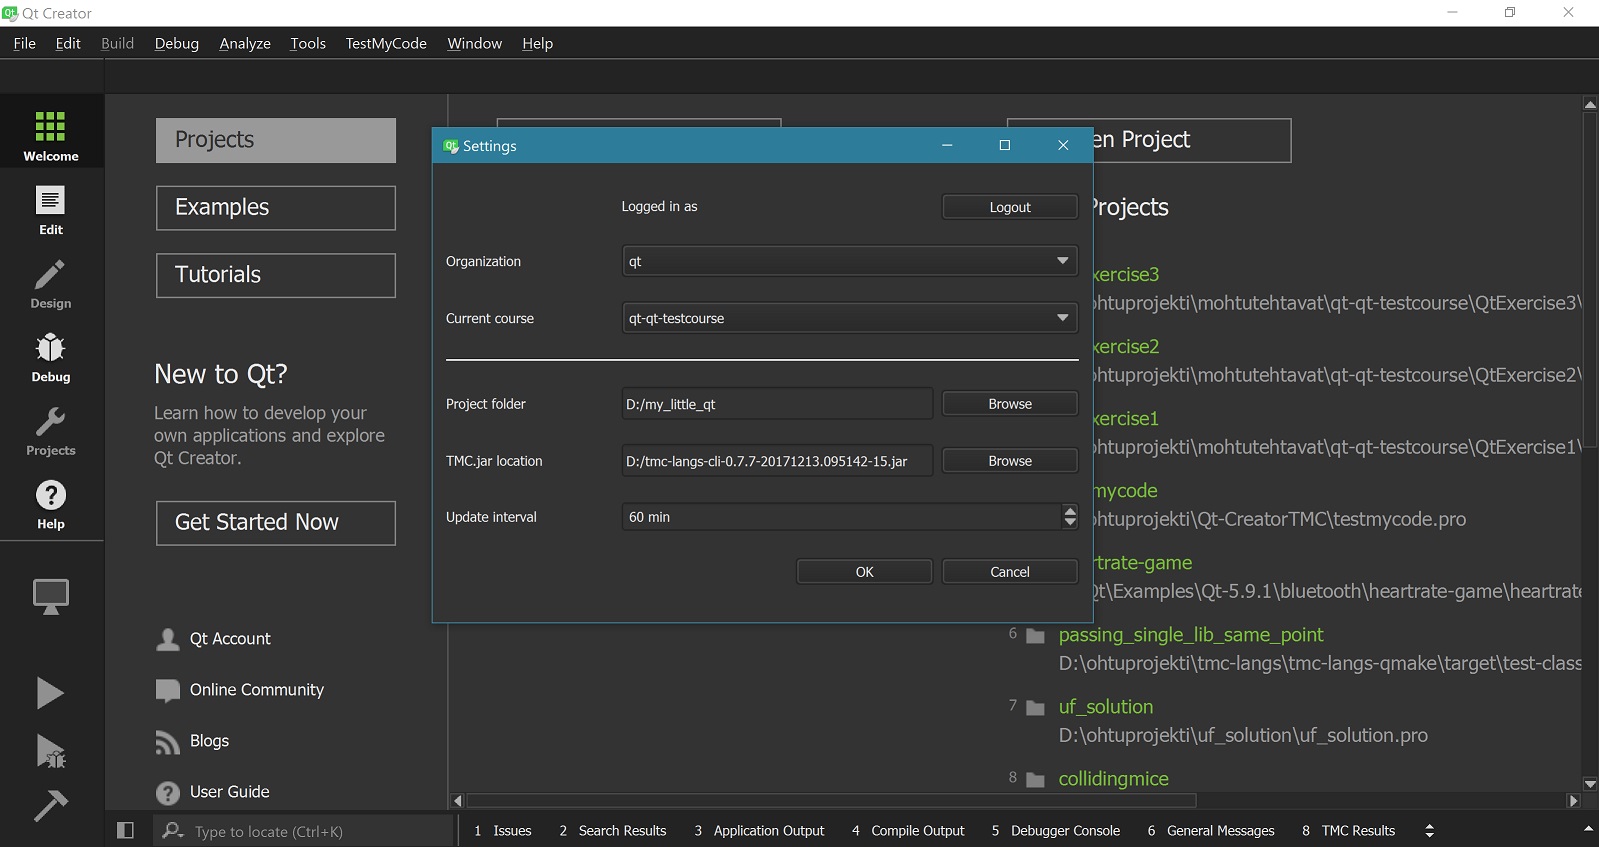 Qt Creator
File Edit Build Debug Analyze Tools TestMyCode Window Help
Welcome
Edit
Design
Debug
Projects
Help
Projects
Examples
Tutorials
New to Qt?
Learn how to develop your
own applications and explore
Qt Creator.
Get Started Now
Qt Account
Online Community
Blogs
User Guide
Settings
Logged in as
Logout
Organization
qt
Current course
qt-qt-testcourse
Project folder
D:/my_little_qt
Browse
TMC.jar location
D:/tmc-langs-cli-0.7.7-20171213.095142-15.jar
Browse
Update interval
60 min
OK
Cancel
en Project
Projects
xercise3
ohtuprojekti\mohtutehtavat\qt-qt-testcourse\QtExercise3\
xercise2
ohtuprojekti\mohtutehtavat\qt-qt-testcourse\QtExercise2\
xercise1
ohtuprojekti\mohtutehtavat\qt-qt-testcourse\QtExercise1\
mycode
ohtuprojekti\Qt-CreatorTMC\testmycode.pro
rtrate-game
Qt\Examples\Qt-5.9.1\bluetooth\heartrate-game\heartrate
6 passing_single_lib_same_point
D:\ohtuprojekti\tmc-langs\tmc-langs-qmake\target\test-class
7 uf_solution
D:\ohtuprojekti\uf_solution\uf_solution.pro
8 collidingmice
Type to locate (Ctrl+K)
1 Issues 2 Search Results 3 Application Output 4 Compile Output 5 Debugger Console 6 General Messages 8 TMC Results